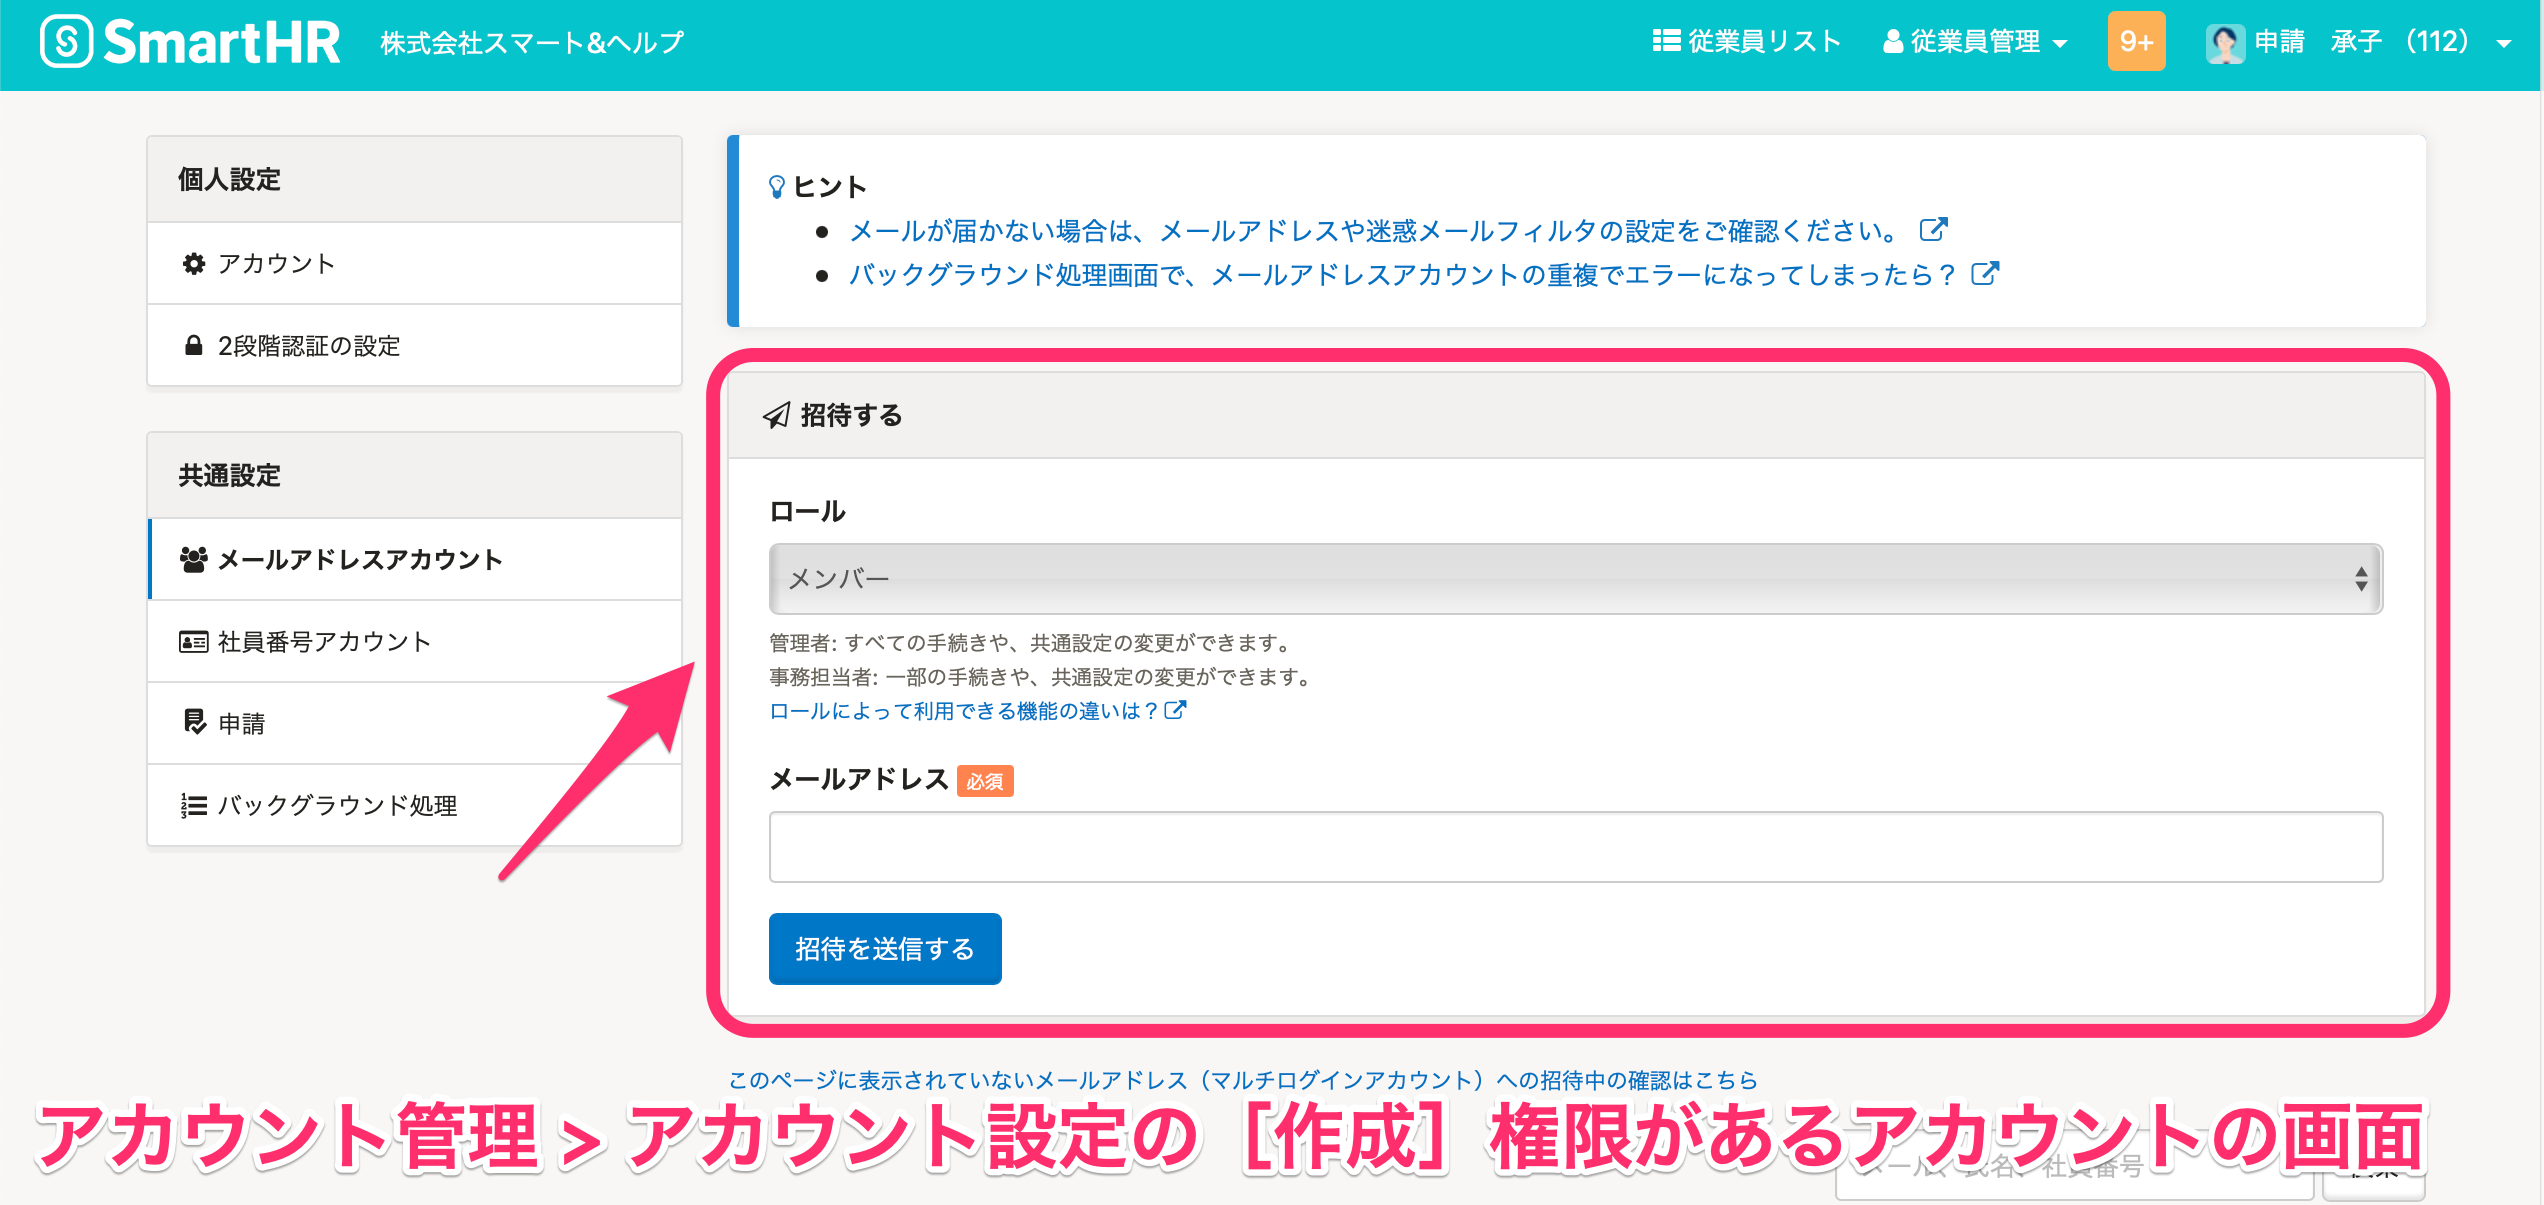 SmartHR 株式会社スマート&ヘルプ 従業員リスト 従業員管理 9+ 申請 承子 （112）
個人設定
アカウント
2段階認証の設定
共通設定
メールアドレスアカウント
社員番号アカウント
申請
バックグラウンド処理
ヒント
メールが届かない場合は、メールアドレスや迷惑メールフィルタの設定をご確認ください。
バックグラウンド処理画面で、メールアドレスアカウントの重複でエラーになってしまったら？
招待する
ロール
メンバー
管理者: すべての手続きや、共通設定の変更ができます。
事務担当者: 一部の手続きや、共通設定の変更ができます。
ロールによって利用できる機能の違いは？
メールアドレス 必須
招待を送信する
このページに表示されていないメールアドレス（マルチログインアカウント）への招待中の確認はこちら
アカウント管理 > アカウント設定の［作成］権限があるアカウントの画面
メール、氏名、社員番号